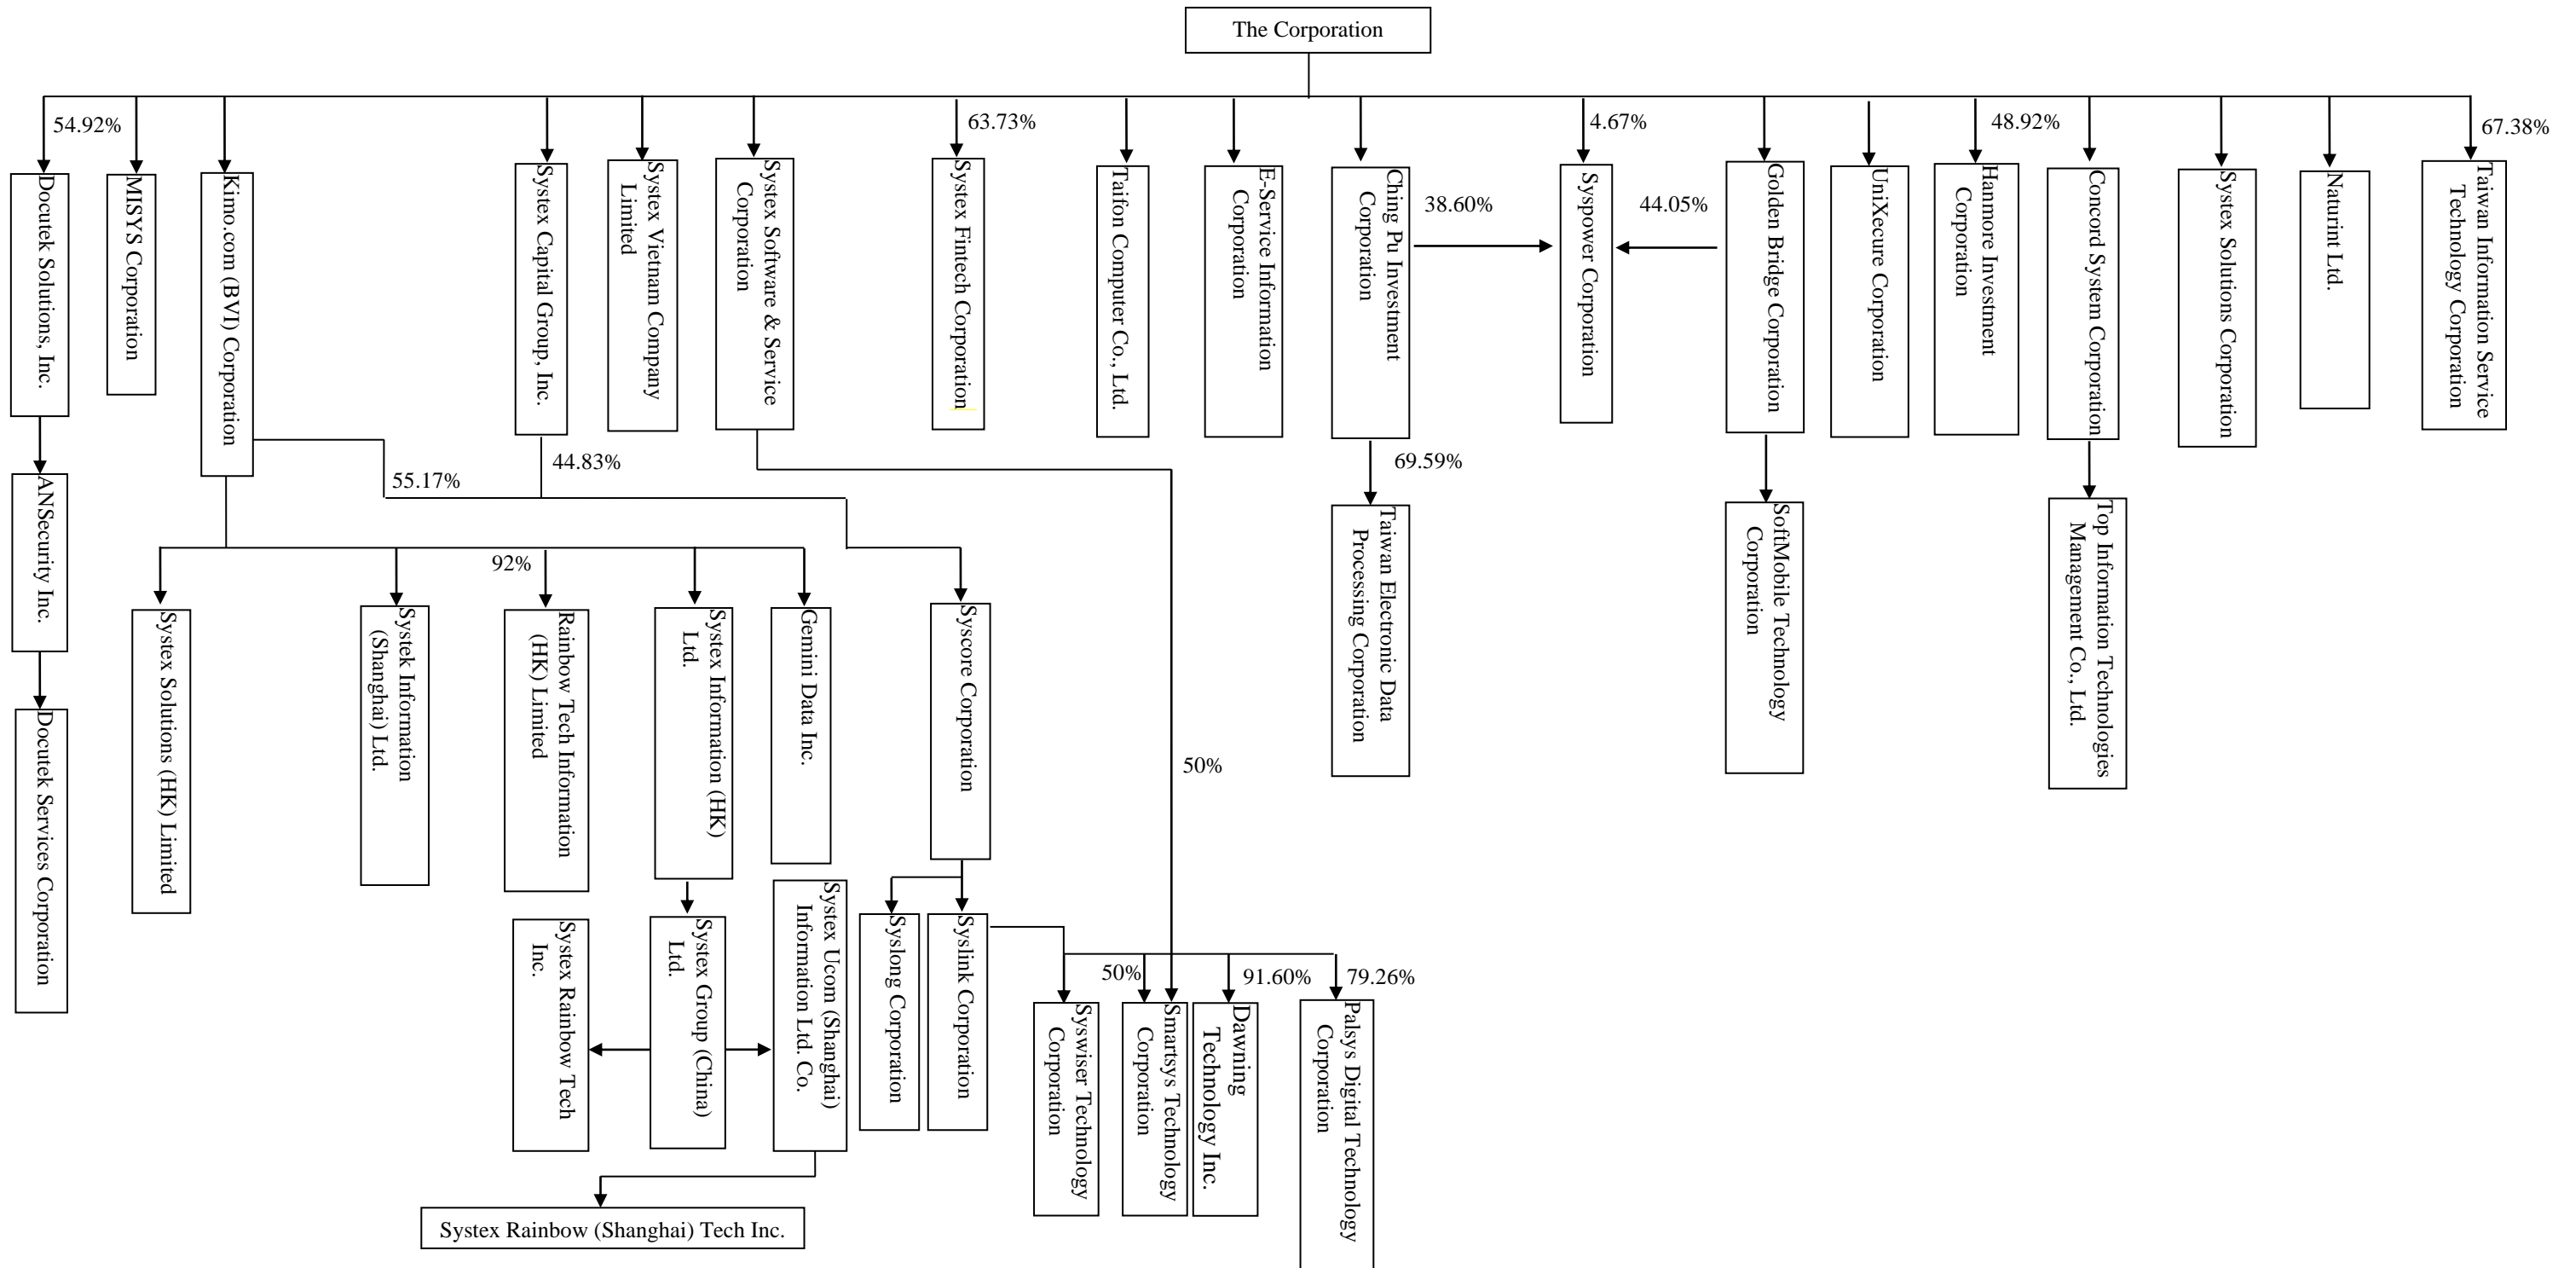 The Corporation
54.92%
63.73%
4.67%
48.92%
67.38%
Docutek Solutions, Inc.
MISYS Corporation
Kimo.com (BVI) Corporation
Systex Capital Group, Inc.
Systex Vietnam Company
Limited
Systex Software & Service
Corporation
Systex Fintech Corporation
Taifon Computer Co., Ltd.
E-Service Information
Corporation
Ching Pu Investment
Corporation
38.60%
Syspower Corporation
44.05%
Golden Bridge Corporation
UniXecure Corporation
Hanmore Investment
Corporation
Concord System Corporation
Systex Solutions Corporation
Naturint Ltd.
Taiwan Information Service
Technology Corporation
55.17%
44.83%
69.59%
ANSecurity Inc.
92%
Systex Solutions (HK) Limited
Systek Information
(Shanghai) Ltd.
Rainbow Tech Information
(HK) Limited
Systex Information (HK)
Ltd.
Gemini Data Inc.
Syscore Corporation
Taiwan Electronic Data
Processing Corporation
SoftMobile Technology
Corporation
Top Information Technologies
Management Co., Ltd.
Docutek Services Corporation
50%
Systex Rainbow Tech
Inc.
Systex Group (China)
Ltd.
Systex Ucom (Shanghai)
Information Ltd. Co.
Syslong Corporation
Syslink Corporation
50%
91.60%
79.26%
Syswiser Technology
Corporation
Smartsys Technology
Corporation
Dawning
Technology Inc.
Palsys Digital Technology
Corporation
Systex Rainbow (Shanghai) Tech Inc.